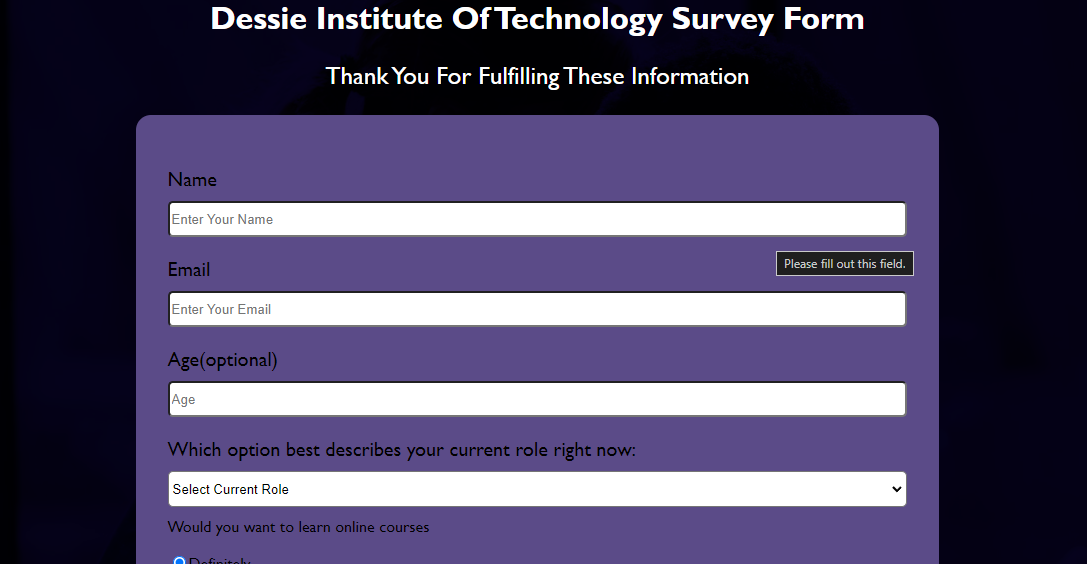 Dessie Institute Of Technology Survey Form
Thank You For Fulfilling These Information
Name
Enter Your Name
Please fill out this field.
Email
Enter Your Email
Age(optional)
Age
Which option best describes your current role right now:
Select Current Role
Would you want to learn online courses
Definitely